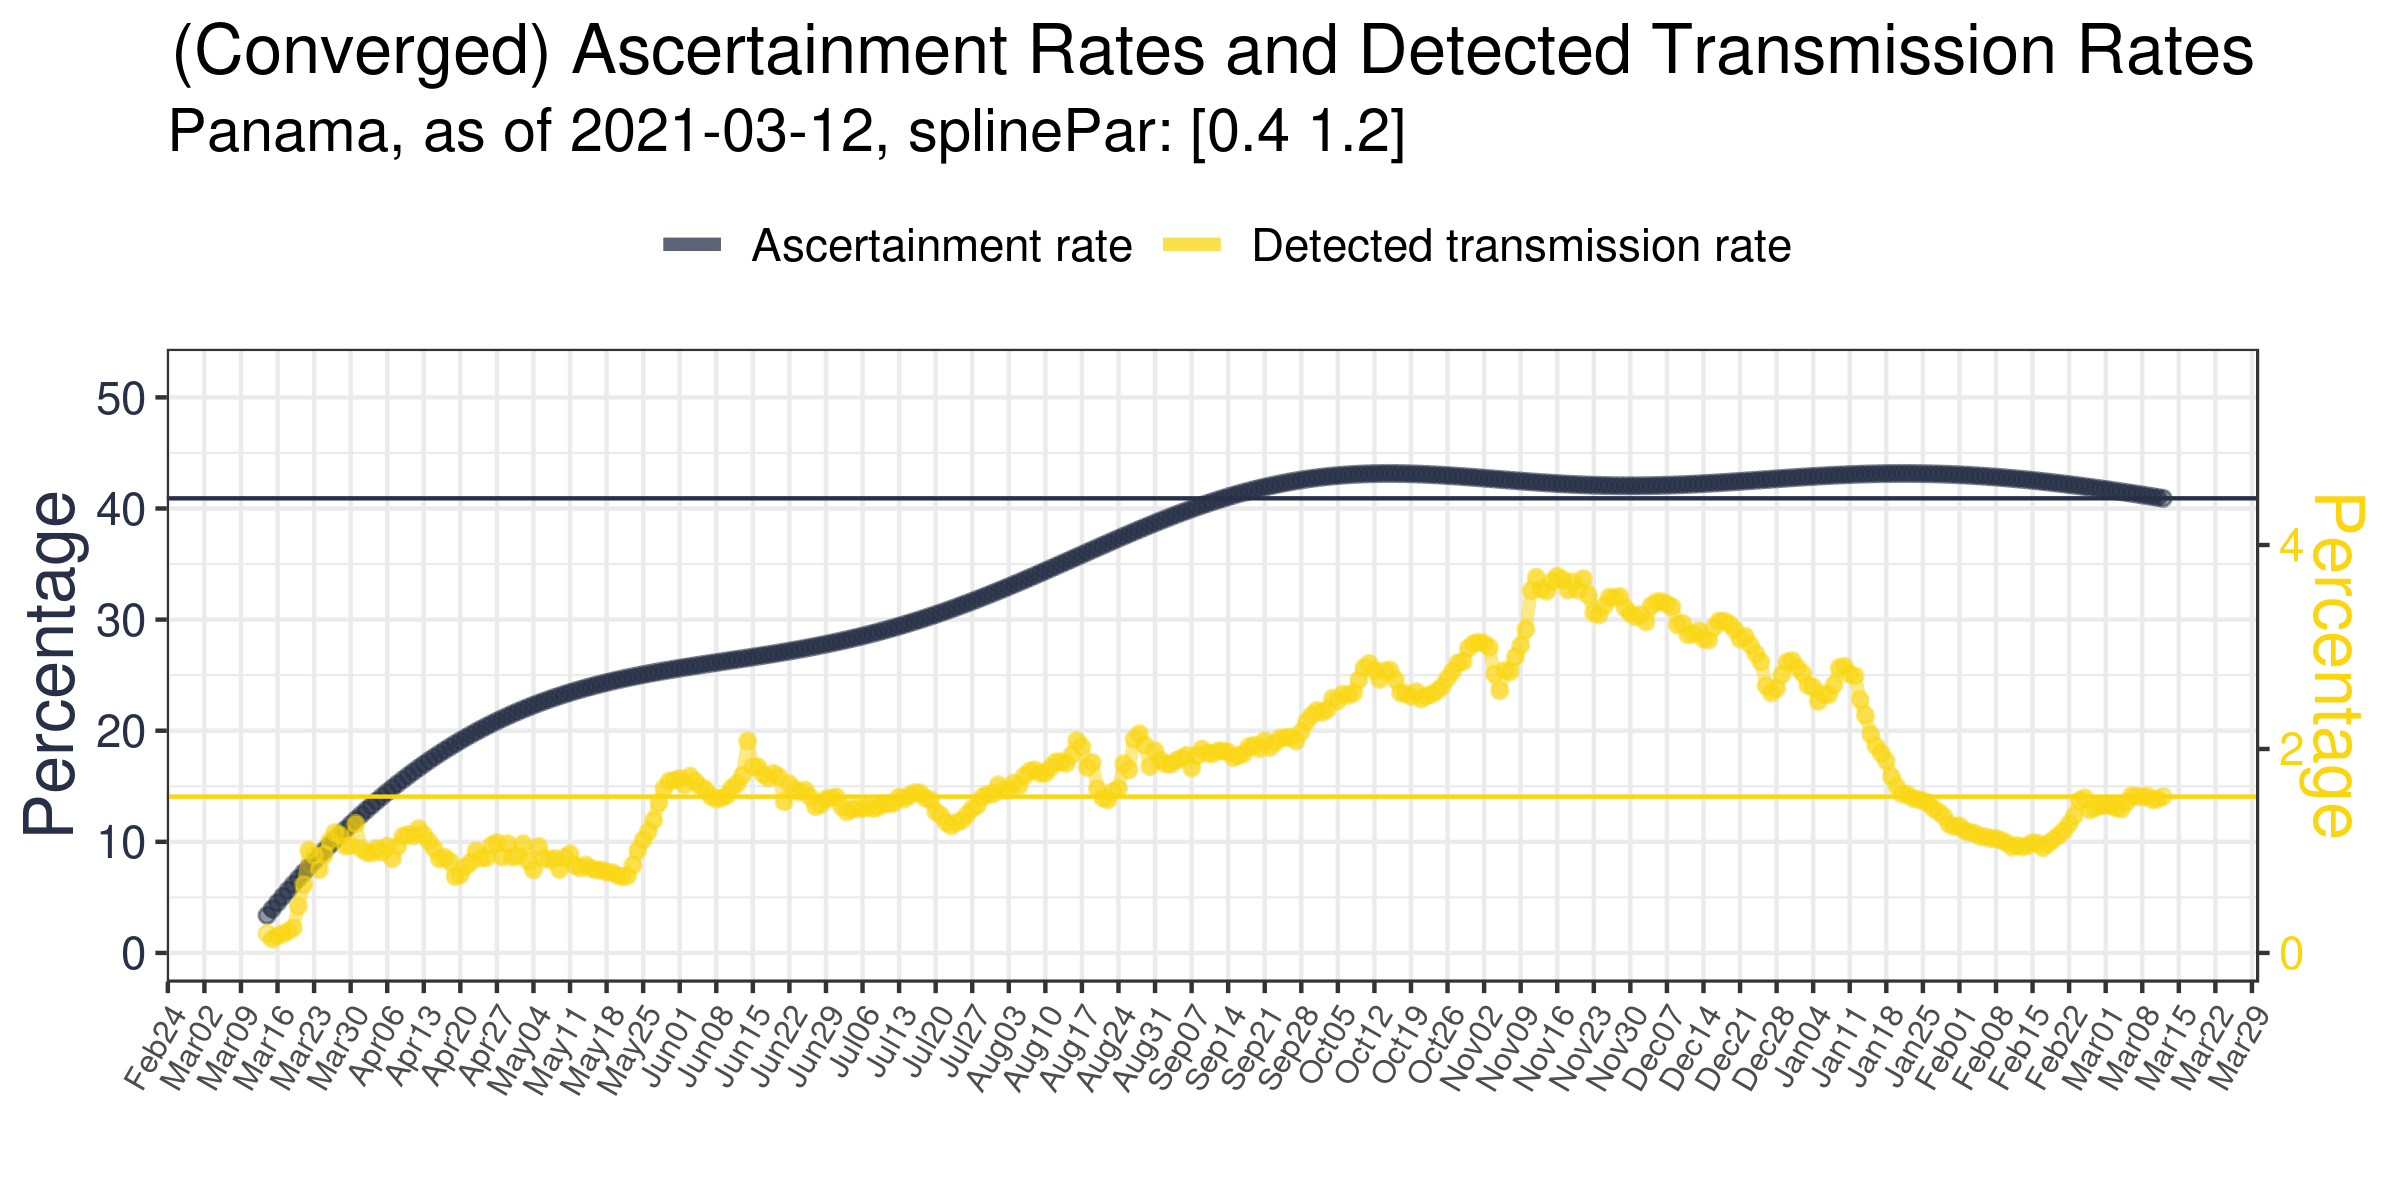 (Converged) Ascertainment Rates and Detected Transmission Rates
Panama, as of 2021-03-12, splinePar: [0.4 1.2]
Ascertainment rate
Detected transmission rate
Percentage
50
40
30
20
10
0
4
2
0
Percentage
Feb24
Mar02
Mar09
Mar16
Mar23
Mar30
Apr06
Apr13
Apr20
Apr27
May04
May11
May18
May25
Jun01
Jun08
Jun15
Jun22
Jun29
Jul06
Jul13
Jul20
Jul27
Aug03
Aug10
Aug17
Aug24
Aug31
Sep07
Sep14
Sep21
Sep28
Oct05
Oct12
Oct19
Oct26
Nov02
Nov09
Nov16
Nov23
Nov30
Dec07
Dec14
Dec21
Dec28
Jan04
Jan11
Jan18
Jan25
Feb01
Feb08
Feb15
Feb22
Mar01
Mar08
Mar15
Mar22
Mar29